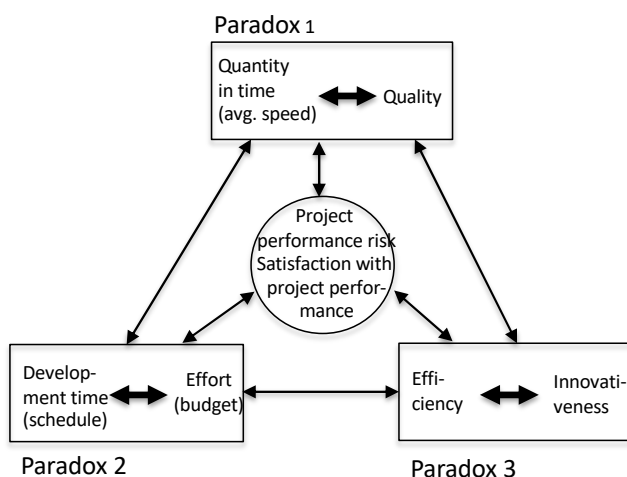 Paradox 1
Quantity
in time
(avg. speed)
Quality
Project
performance risk
Satisfaction with
project perfor-
mance
Develop-
ment time
(schedule)
Effort
(budget)
Effi-
ciency
Innovati-
veness
Paradox 2
Paradox 3